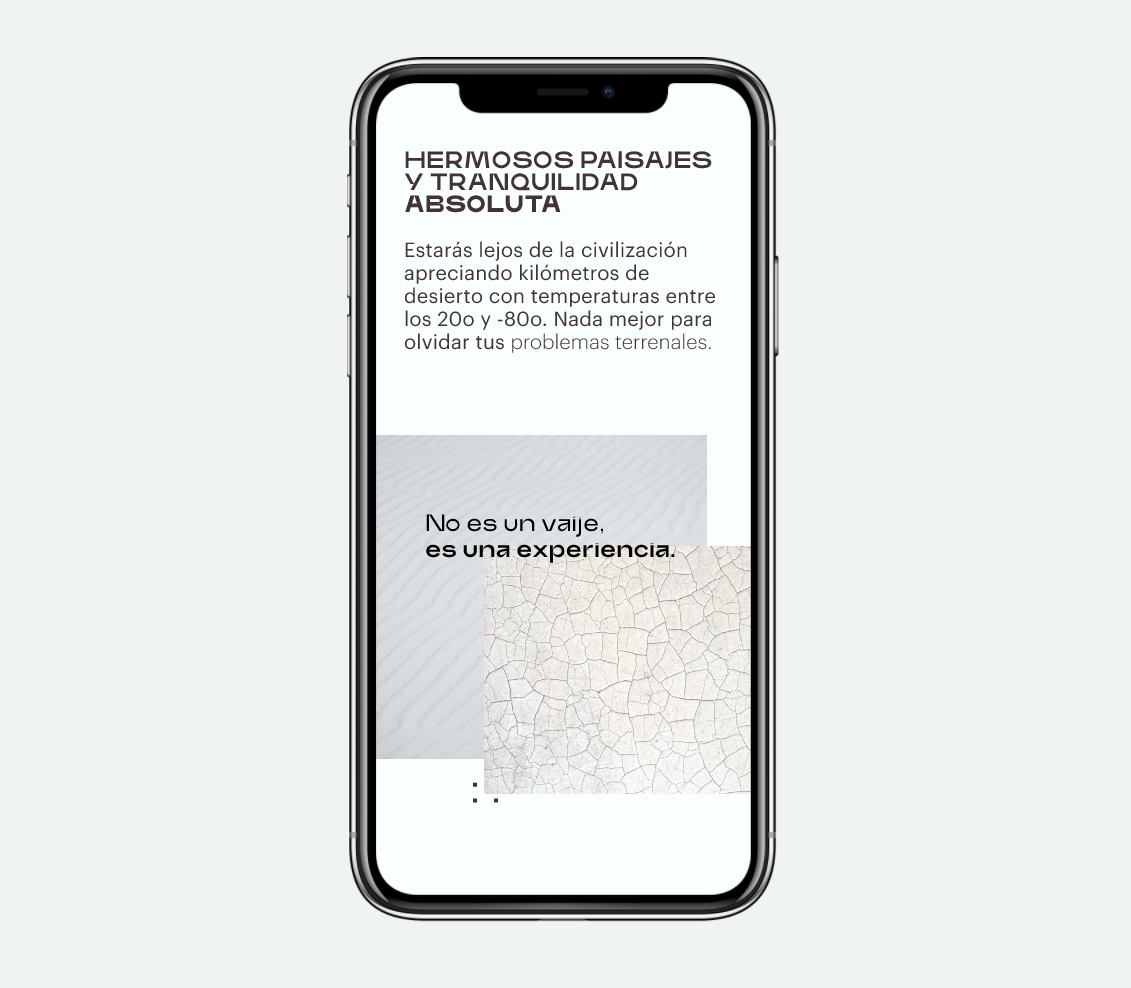 HERMOSOS PAISAJES
Y TRANQUILIDAD
ABSOLUTA
Estarás lejos de la civilización
apreciando kilómetros de
desierto con temperaturas entre
los 20o y -80o. Nada mejor para
olvidar tus problemas terrenales.
No es un vaije,
es una experiencia.